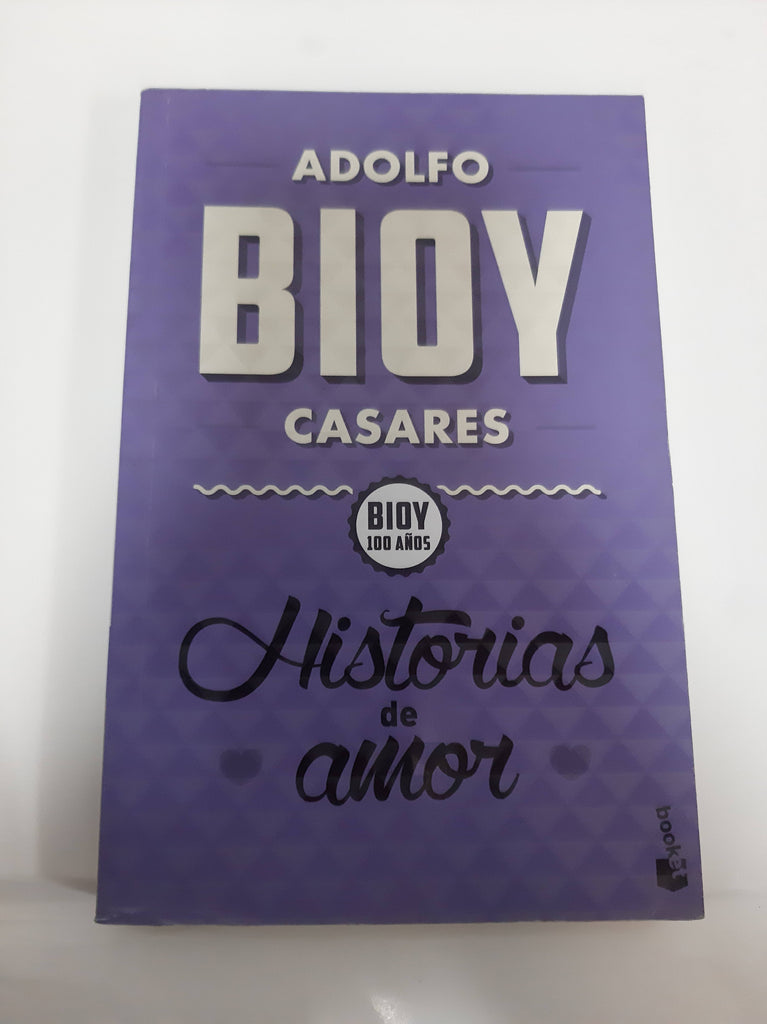 ADOLFO
BIOY
CASARES
BIOY
100 AÑOS
Historias
de
amor
booket